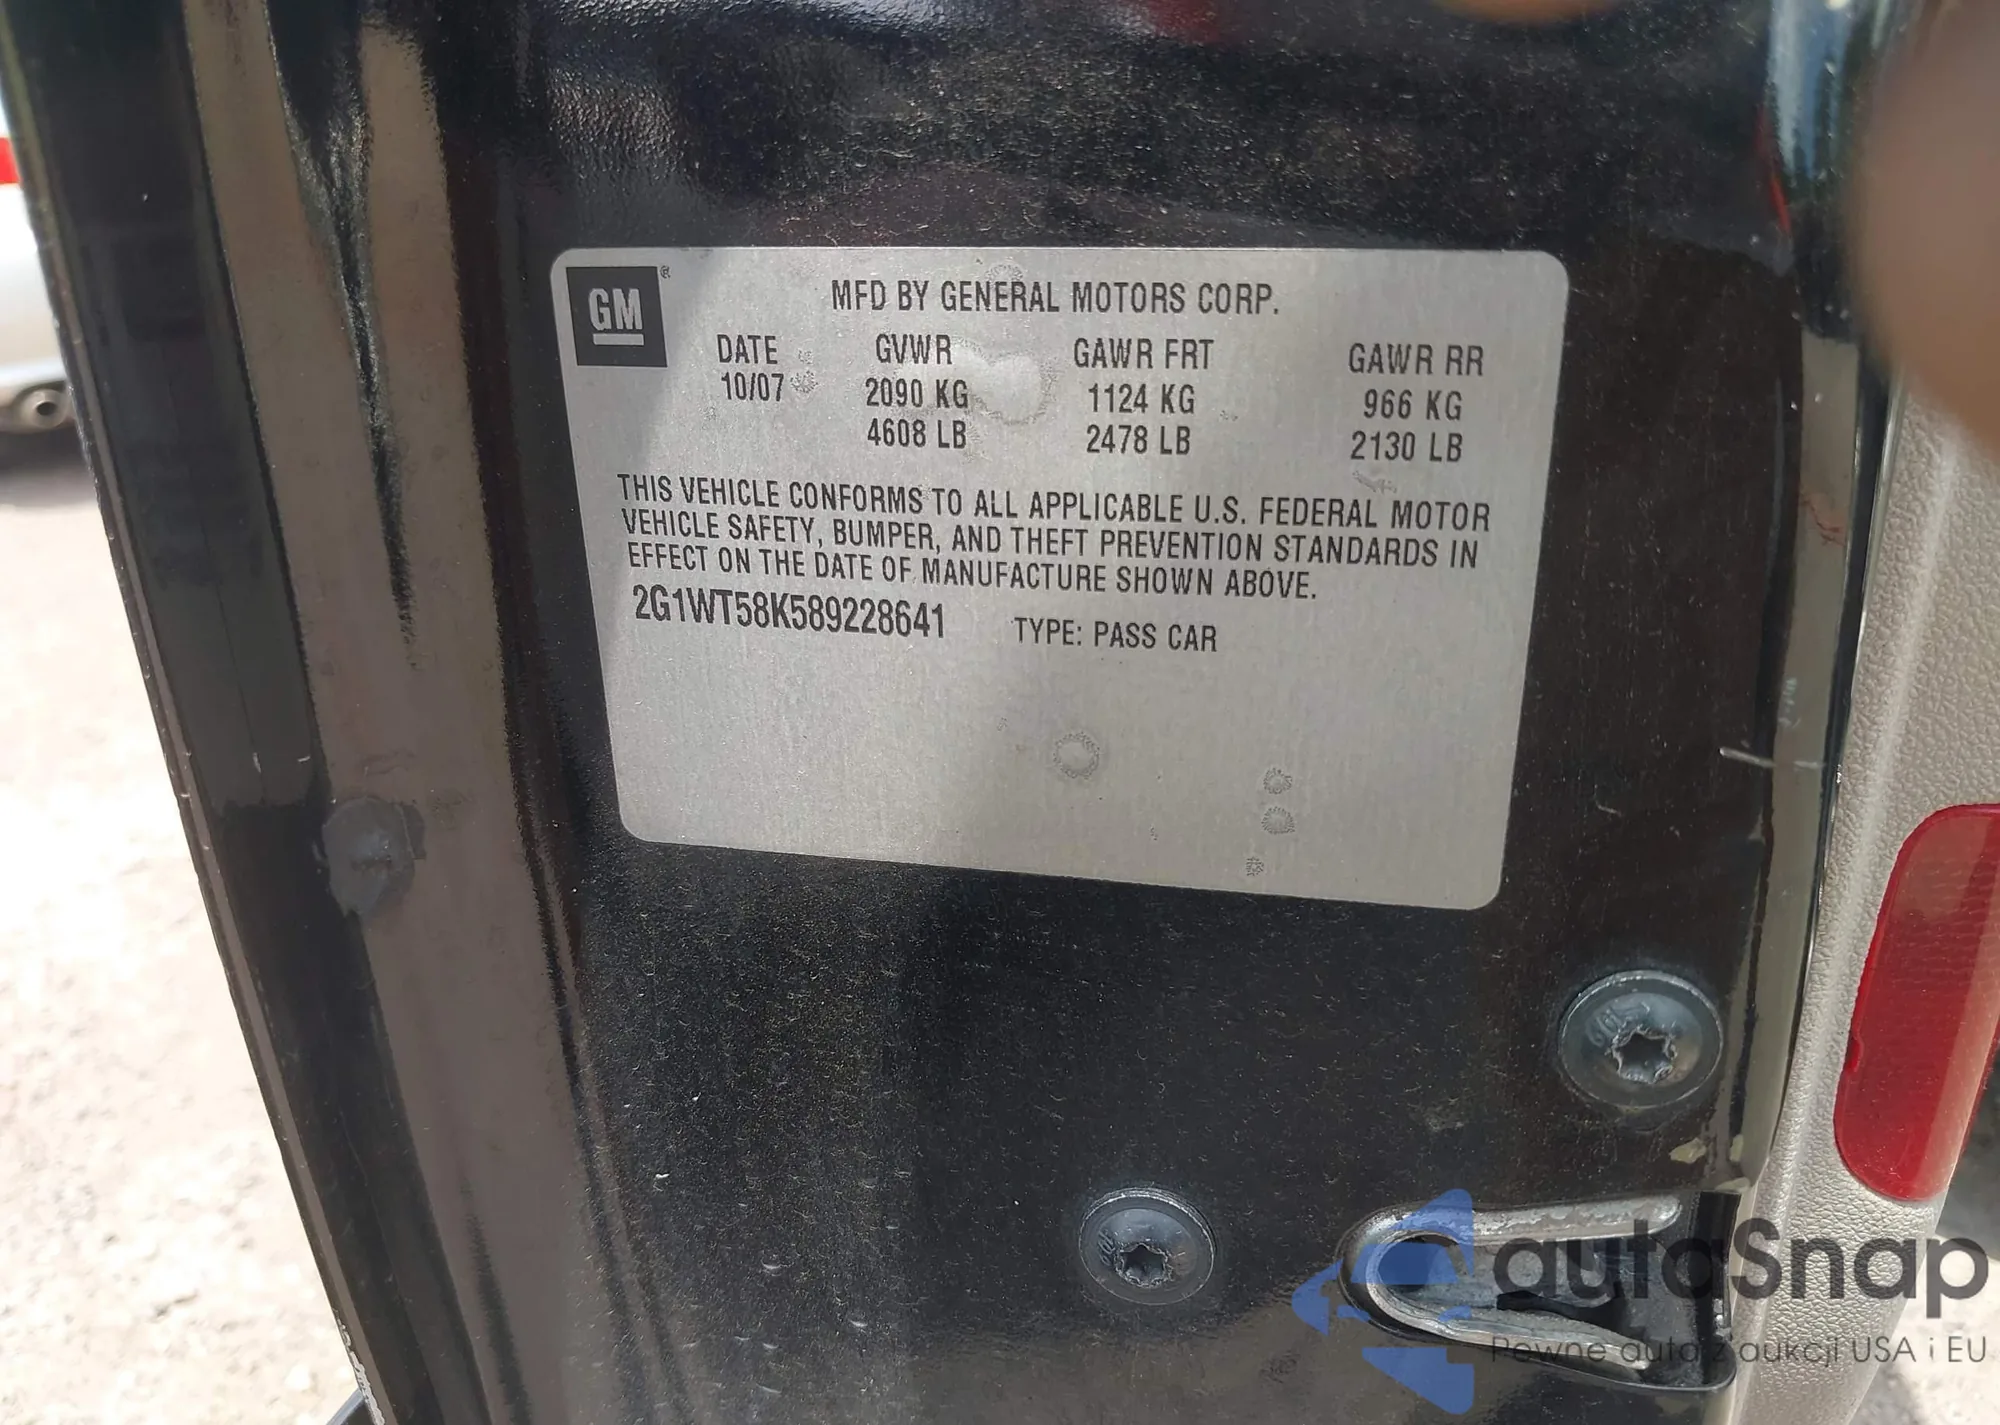 GM ®
MFD BY GENERAL MOTORS CORP.
DATE GVWR GAWR FRT GAWR RR
10/07 2090 KG 1124 KG 966 KG
4608 LB 2478 LB 2130 LB
THIS VEHICLE CONFORMS TO ALL APPLICABLE U.S. FEDERAL MOTOR
VEHICLE SAFETY, BUMPER, AND THEFT PREVENTION STANDARDS IN
EFFECT ON THE DATE OF MANUFACTURE SHOWN ABOVE.
2G1WT58K589228641 TYPE: PASS CAR
autaSnap
Pewne auta z aukcji USA i EU